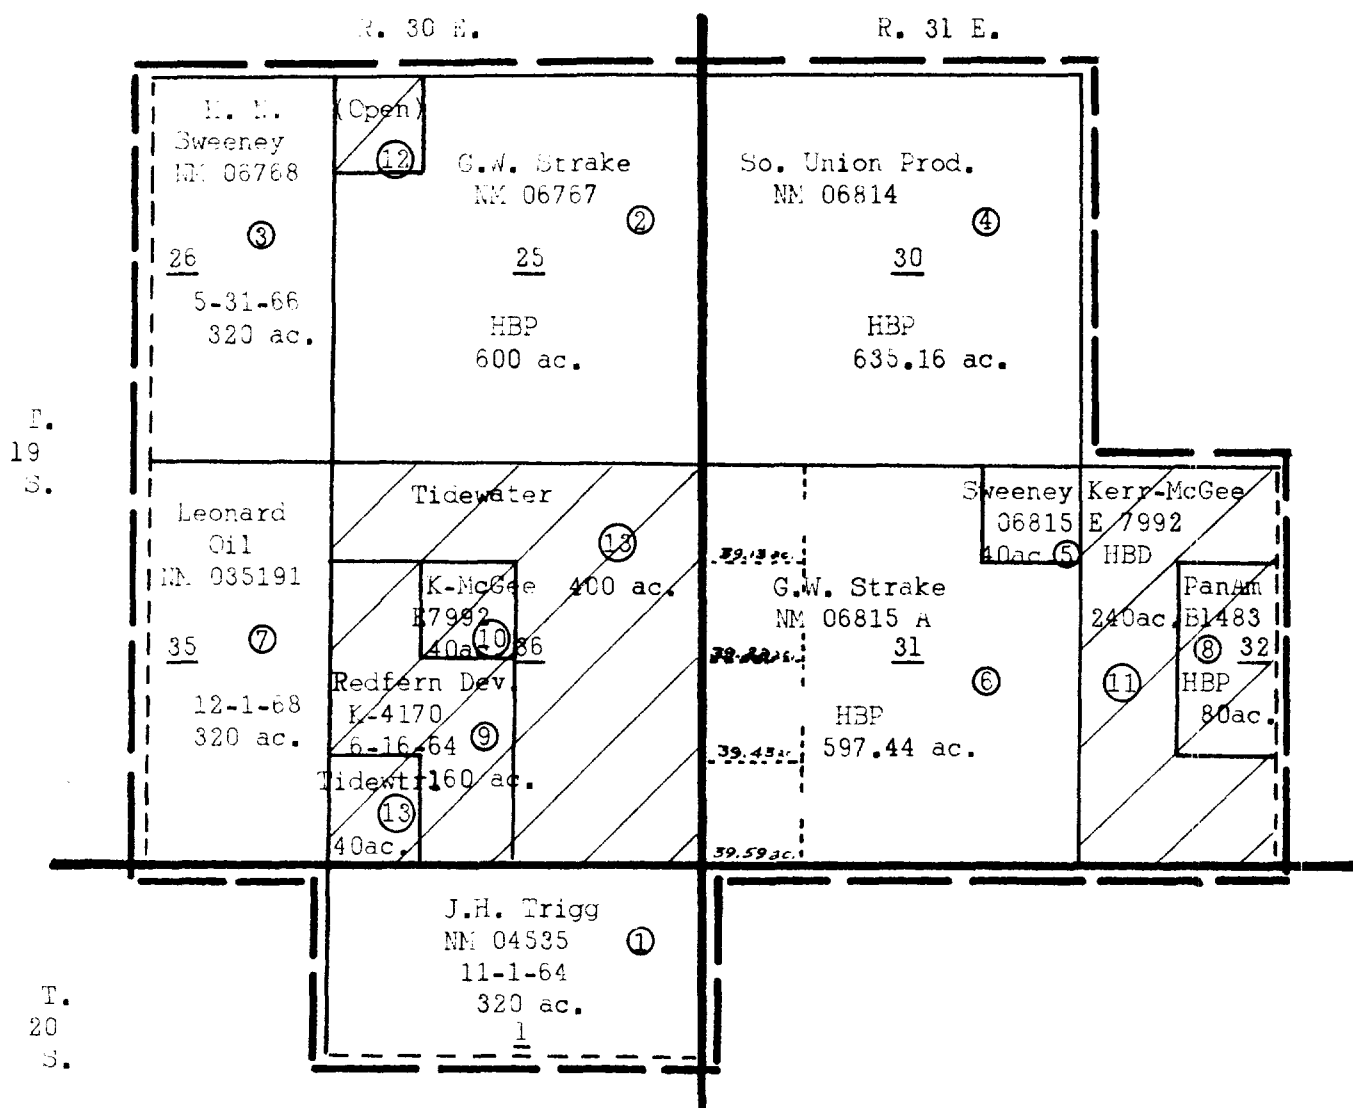 R. 30 E.
R. 31 E.
T.
19
S.
Sweeney
NM 06768
③
26
5-31-66
320 ac.
(Open)
⑫
G.W. Strake
NM 06767
②
25
HBP
600 ac.
So. Union Prod.
NM 06814
④
30
HBP
635.16 ac.
Leonard
Oil
NM 035191
⑦
35
12-1-68
320 ac.
Tidewater
⑬
400 ac.
K-McGee
E7992
⑩
40ac.
36
Redfern Dev.
K-4170
6-16-64
⑨
160 ac.
Tidewtr.
⑬
40ac.
39.13 ac.
39.43 ac
39.59 ac.
G.W. Strake
NM 06815 A
31
⑥
HBP
597.44 ac.
Sweeney
06815
40ac.
⑤
Kerr-McGee
E 7992
HBD
240ac.
⑪
PanAm
B1483
⑧
32
HBP
80ac.
T.
20
S.
J.H. Trigg
NM 04535
①
11-1-64
320 ac.
1